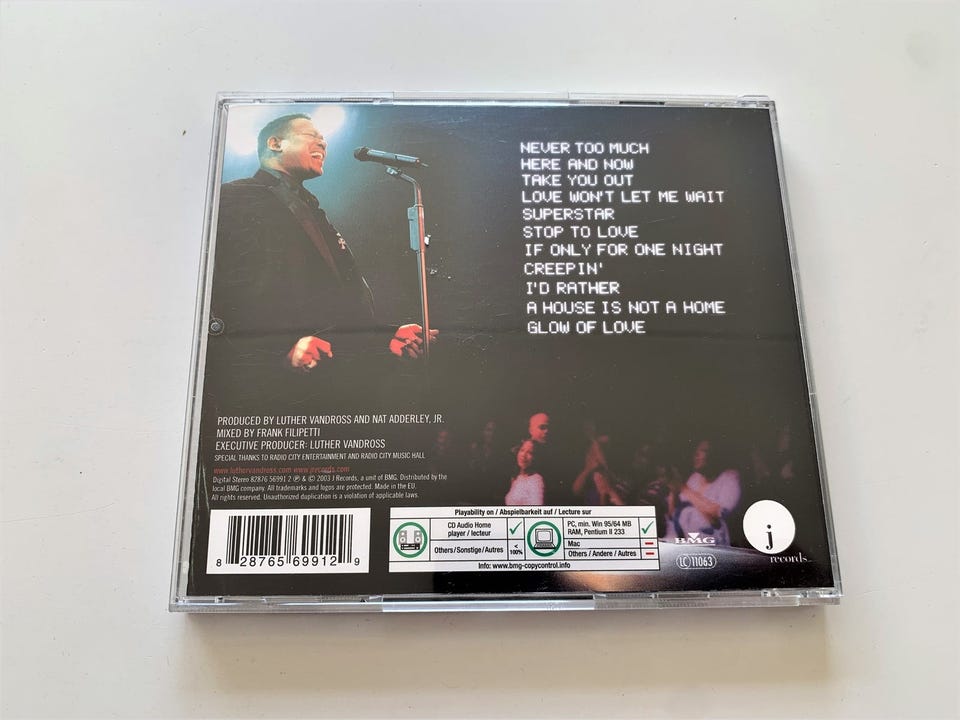 NEVER TOO MUCH
HERE AND NOW
TAKE YOU OUT
LOVE WON'T LET ME WAIT
SUPERSTAR
STOP TO LOVE
IF ONLY FOR ONE NIGHT
CREEPIN'
I'D RATHER
A HOUSE IS NOT A HOME
GLOW OF LOVE
PRODUCED BY LUTHER VANDROSS AND NAT ADDERLEY, JR.
MIXED BY FRANK FILIPETTI
EXECUTIVE PRODUCER: LUTHER VANDROSS
SPECIAL THANKS TO RADIO CITY ENTERTAINMENT AND RADIO CITY MUSIC HALL
www.luthervandross.com www.jrecords.com
Digital Stereo 82876 56991 2 ℗ & © 2003 J Records, a unit of BMG. Distributed by the
local BMG company. All trademarks and logos are protected. Made in the EU.
All rights reserved. Unauthorized duplication is a violation of applicable laws.
8 28765 69912 9
Playability on / Abspielbarkeit auf / Lecture sur
CD Audio Home
player / lecteur
Others/Sonstige/Autres
< 100%
PC, min. Win 95/64 MB
RAM, Pentium II 233
Mac
Others / Andere / Autres
Info: www.bmg-copycontrol.info
BMG
LC 11063
j
records